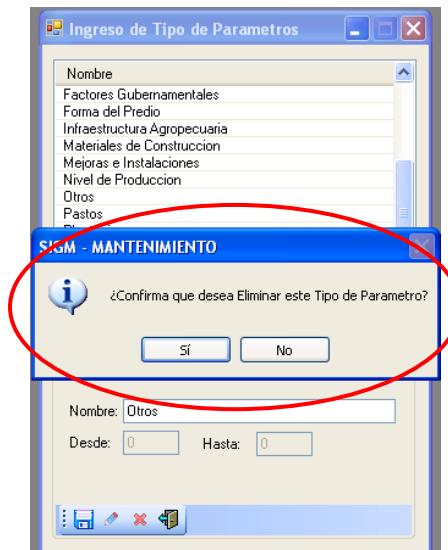 Ingreso de Tipo de Parametros
Nombre
Factores Gubernamentales
Forma del Predio
Infraestructura Agropecuaria
Materiales de Construccion
Mejoras e Instalaciones
Nivel de Produccion
Otros
Pastos
SIGM - MANTENIMIENTO
¿Confirma que desea Eliminar este Tipo de Parametro?
Sí No
Nombre: Otros
Desde: 0 Hasta: 0